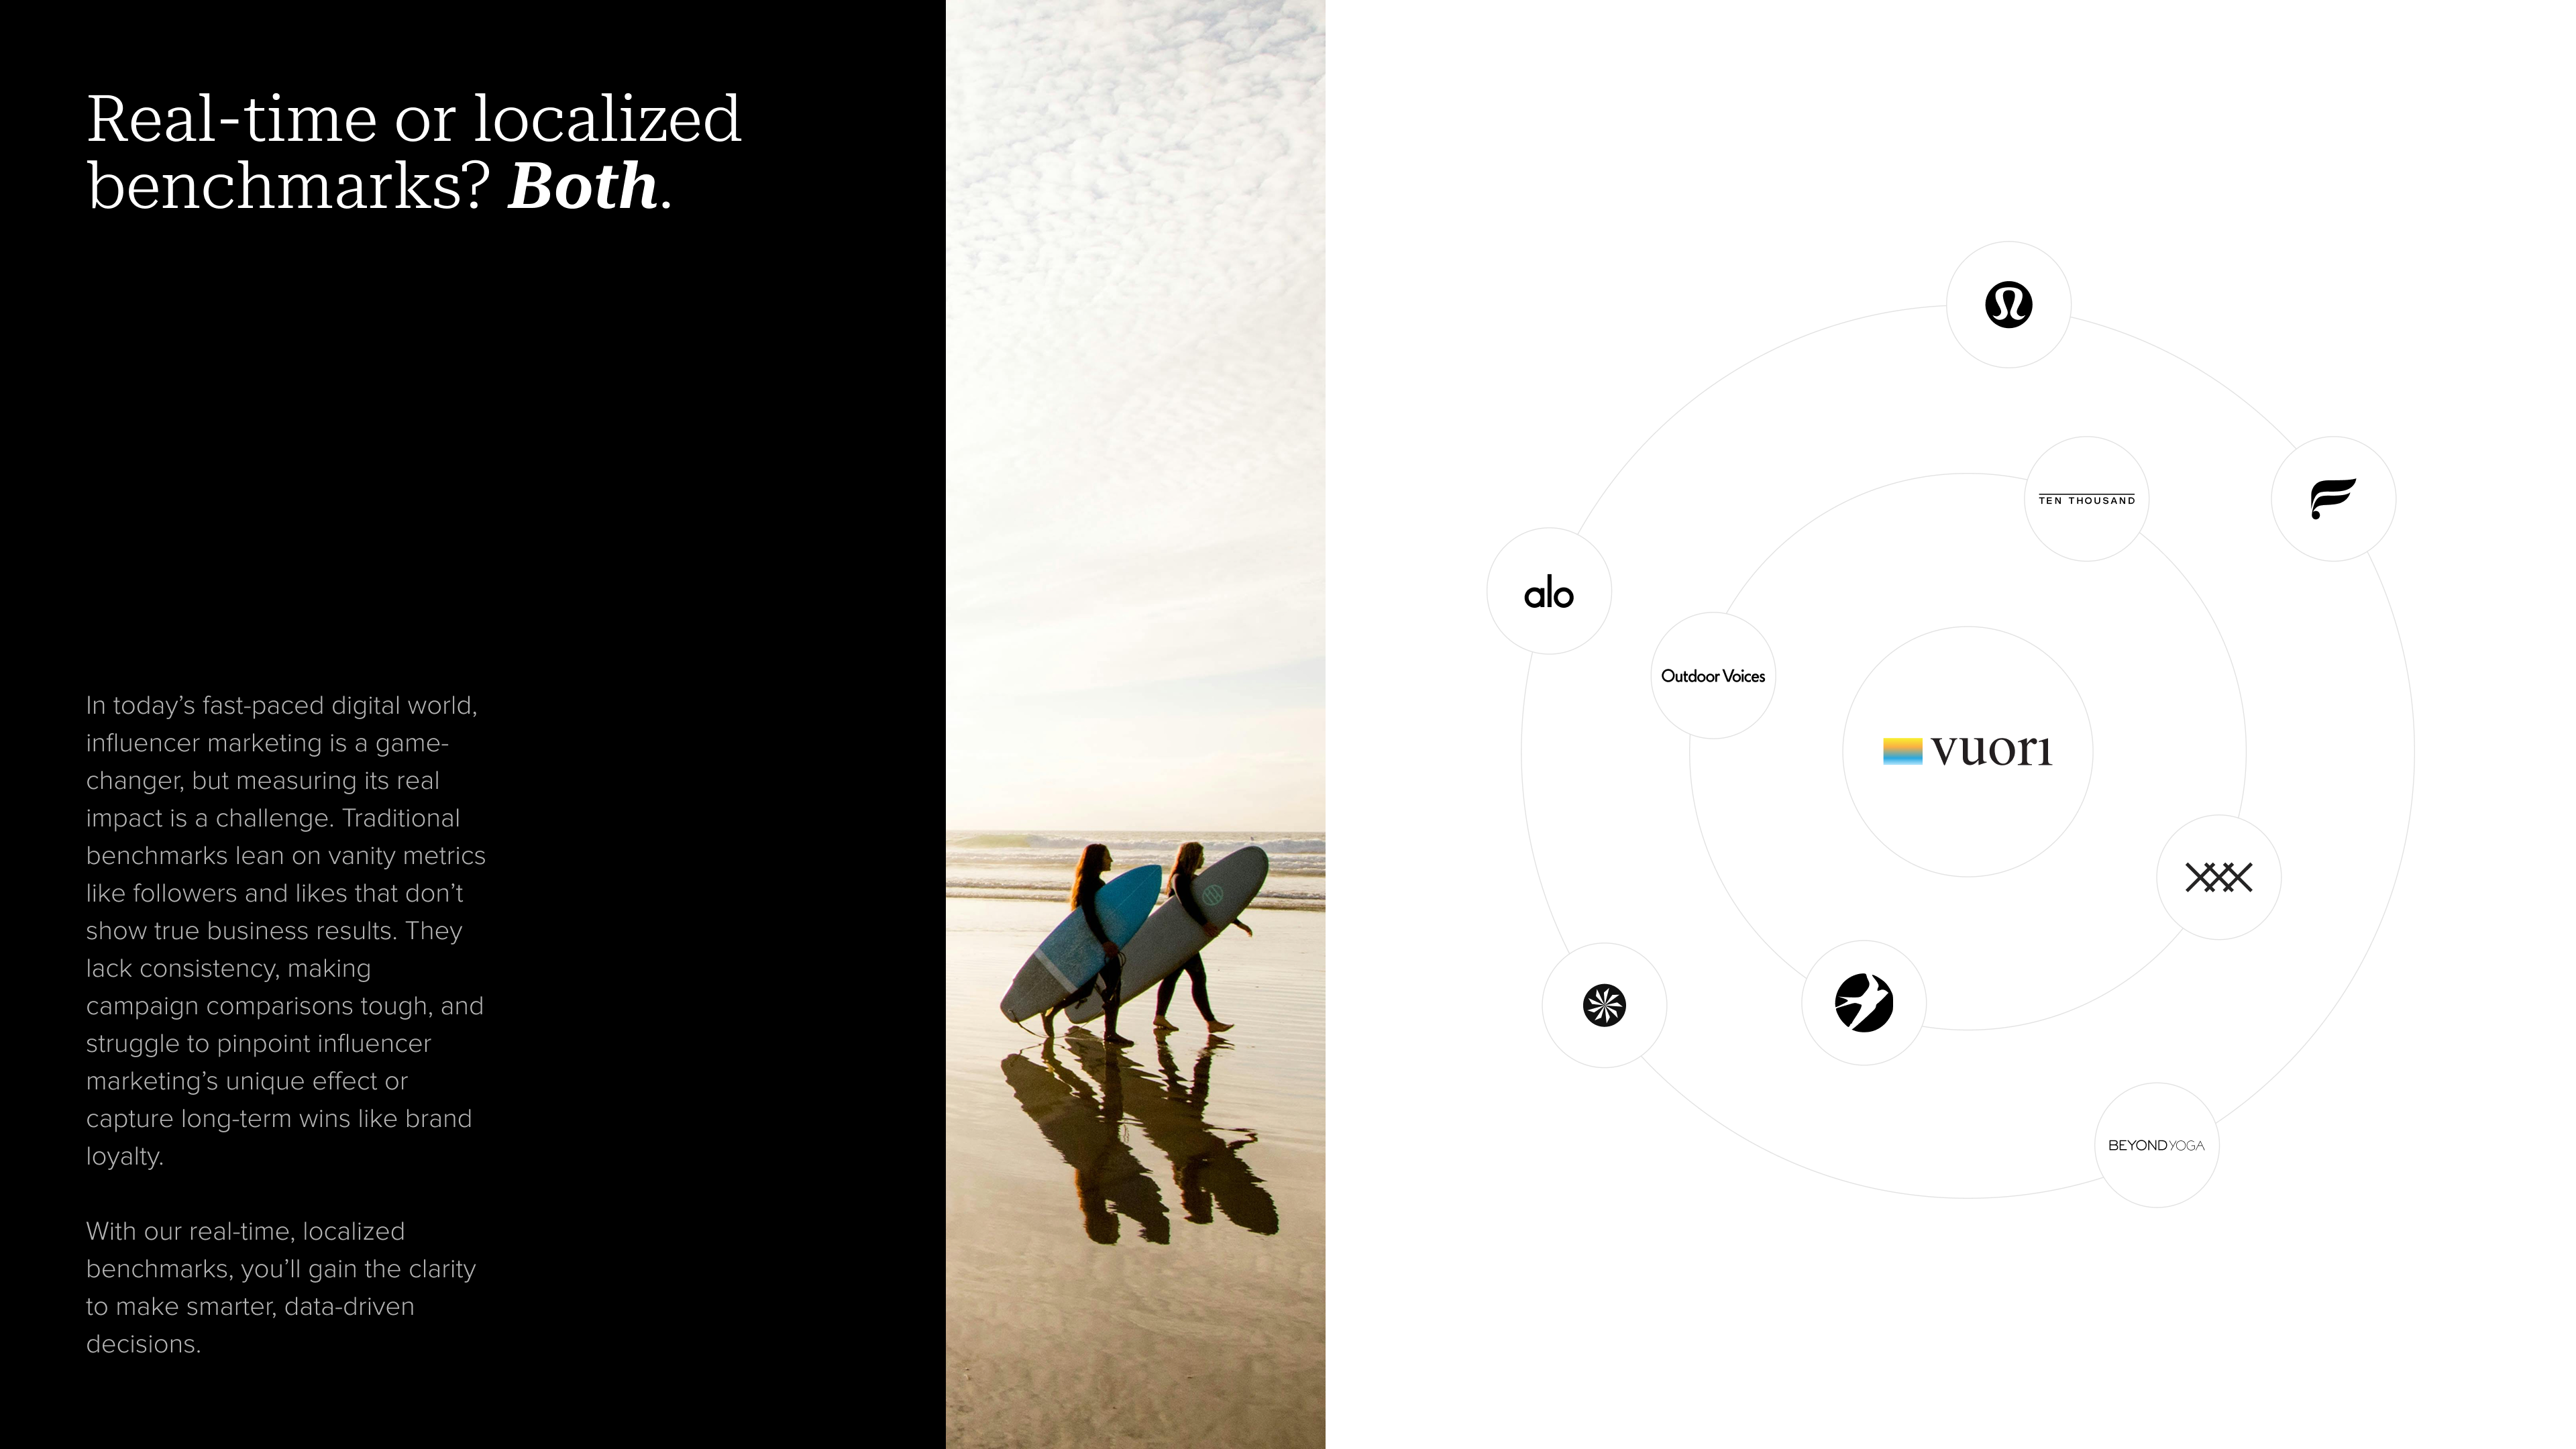 Real-time or localized
benchmarks? Both.
In today’s fast-paced digital world,
influencer marketing is a game-
changer, but measuring its real
impact is a challenge. Traditional
benchmarks lean on vanity metrics
like followers and likes that don’t
show true business results. They
lack consistency, making
campaign comparisons tough, and
struggle to pinpoint influencer
marketing’s unique effect or
capture long-term wins like brand
loyalty.
With our real-time, localized
benchmarks, you’ll gain the clarity
to make smarter, data-driven
decisions.
TEN THOUSAND
alo
Outdoor Voices
vuori
BEYOND YOGA